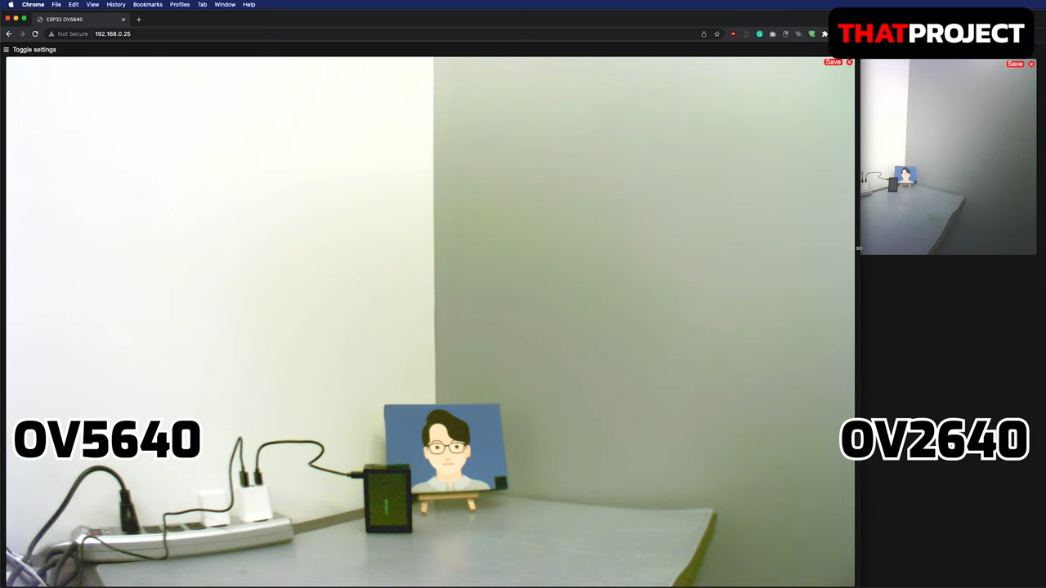 Chrome File Edit View History Bookmarks Profiles Tab Window Help
ESP32 OV5640
Not Secure 192.168.0.25
THATPROJECT
Toggle settings
Save
Save
OV5640
OV2640